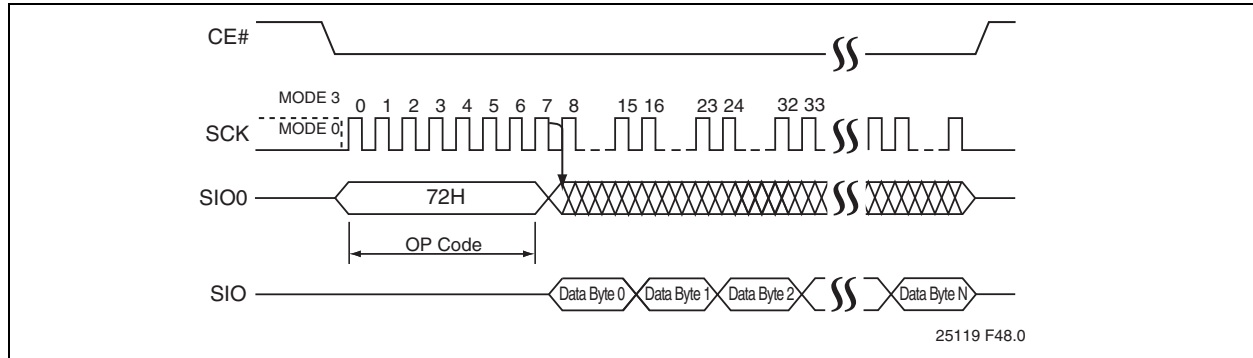 CE#
MODE 3
0 1 2 3 4 5 6 7 8 15 16 23 24 32 33
SCK
MODE 0
SIO0
72H
OP Code
SIO
Data Byte 0 Data Byte 1 Data Byte 2 Data Byte N
25119 F48.0